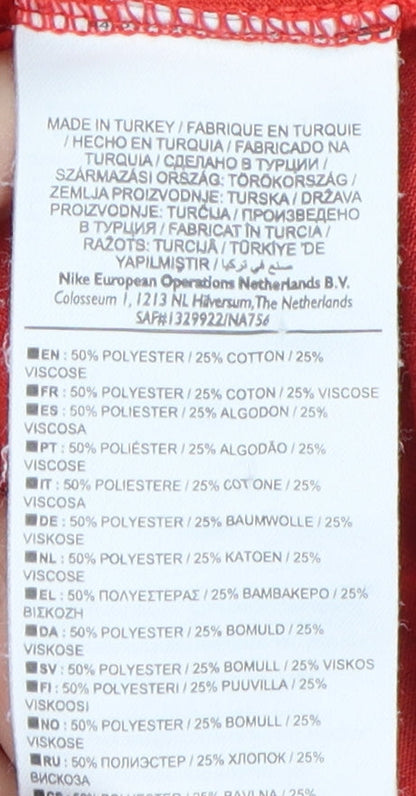 MADE IN TURKEY / FABRIQUE EN TURQUIE
/ HECHO EN TURQUIA / FABRICADO NA
TURQUIA / СДЕЛАНО В ТУРЦИИ /
SZÁRMAZÁSI ORSZÁG: TÖRÖKORSZÁG /
ZEMLJA PROIZVODNJE: TURSKA / DRŽAVA
PROIZVODNJE: TURČIJA / ПРОИЗВЕДЕНО
В ТУРЦИЯ / FABRICAT ÎN TURCIA /
RAŽOTS: TURCIJĀ / TÜRKİYE 'DE
YAPILMIŞTIR / صنع في تركيا
Nike European Operations Netherlands B.V.
Colosseum 1, 1213 NL Hilversum, The Netherlands
SAF#1329922/NA756
EN : 50% POLYESTER / 25% COTTON / 25%
VISCOSE
FR : 50% POLYESTER / 25% COTON / 25% VISCOSE
ES : 50% POLIESTER / 25% ALGODON / 25%
VISCOSA
PT : 50% POLIÉSTER / 25% ALGODÃO / 25%
VISCOSE
IT : 50% POLIESTERE / 25% COTONE / 25%
VISCOSA
DE : 50% POLYESTER / 25% BAUMWOLLE / 25%
VISKOSE
NL : 50% POLYESTER / 25% KATOEN / 25%
VISCOSE
EL : 50% ΠΟΛΥΕΣΤΕΡΑΣ / 25% ΒΑΜΒΑΚΕΡΟ / 25%
ΒΙΣΚΟΖΗ
DA : 50% POLYESTER / 25% BOMULD / 25%
VISKOSE
SV : 50% POLYESTER / 25% BOMULL / 25% VISKOS
FI : 50% POLYESTERI / 25% PUUVILLA / 25%
VISKOOSI
NO : 50% POLYESTER / 25% BOMULL / 25%
VISKOSE
RU : 50% ПОЛИЭСТЕР / 25% ХЛОПОК / 25%
ВИСКОЗА